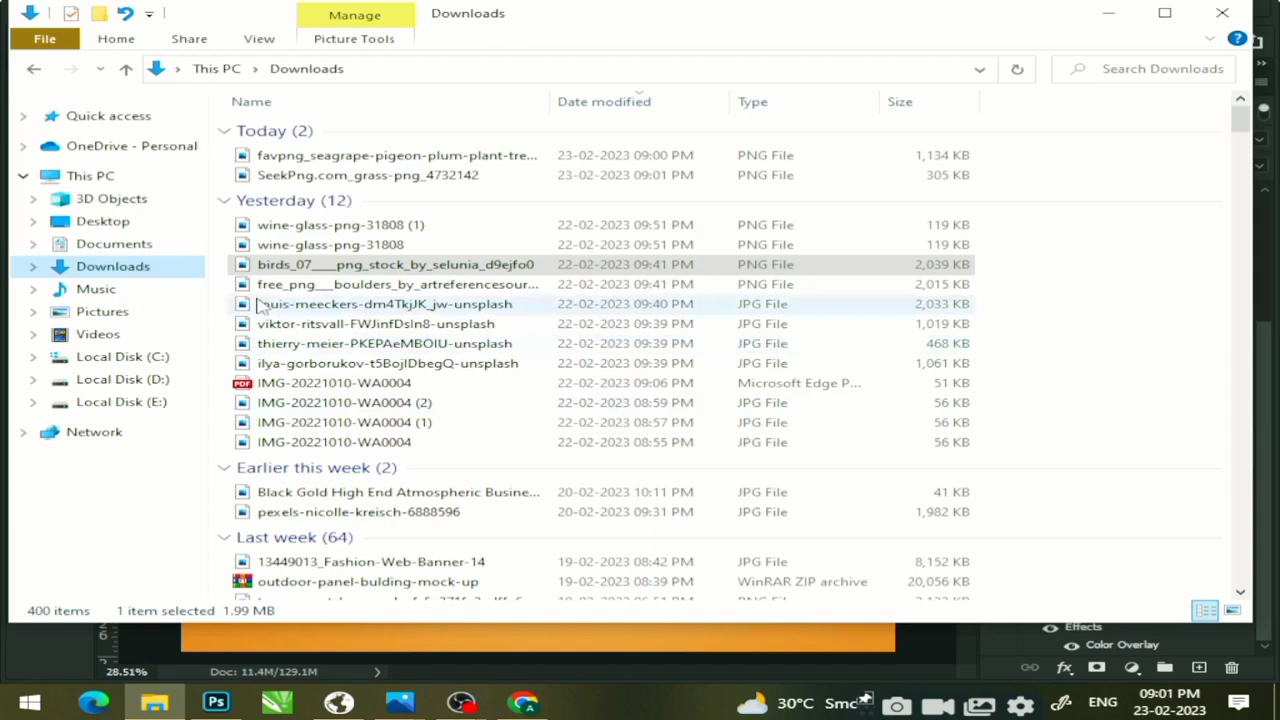 Manage
Downloads
File
Home
Share
View
Picture Tools
This PC
Downloads
Search Downloads
Name
Date modified
Type
Size
Quick access
OneDrive - Personal
This PC
3D Objects
Desktop
Documents
Downloads
Music
Pictures
Videos
Local Disk (C:)
Local Disk (D:)
Local Disk (E:)
Network
Today (2)
favpng_seagrape-pigeon-plum-plant-tre... 23-02-2023 09:00 PM PNG File 1,134 KB
SeekPng.com_grass-png_4732142 23-02-2023 09:01 PM PNG File 305 KB
Yesterday (12)
wine-glass-png-31808 (1) 22-02-2023 09:51 PM PNG File 119 KB
wine-glass-png-31808 22-02-2023 09:51 PM PNG File 119 KB
birds_07___png_stock_by_selunia_d9ejfo0 22-02-2023 09:41 PM PNG File 2,039 KB
free_png___boulders_by_artreferencesour... 22-02-2023 09:41 PM PNG File 2,015 KB
22-02-2023 09:40 PM JPG File 2,033 KB
viktor-ritsvall-FWJinfDsIn8-unsplash 22-02-2023 09:39 PM JPG File 1,019 KB
thierry-meier-PKEPAeMBOIU-unsplash 22-02-2023 09:39 PM JPG File 468 KB
ilya-gorborukov-t5BojIDbegQ-unsplash 22-02-2023 09:39 PM JPG File 1,061 KB
PDF IMG-20221010-WA0004 22-02-2023 09:06 PM Microsoft Edge P... 51 KB
IMG-20221010-WA0004 (2) 22-02-2023 08:59 PM JPG File 56 KB
IMG-20221010-WA0004 (1) 22-02-2023 08:57 PM JPG File 56 KB
IMG-20221010-WA0004 22-02-2023 08:55 PM JPG File 56 KB
Earlier this week (2)
Black Gold High End Atmospheric Busine... 20-02-2023 10:11 PM JPG File 41 KB
pexels-nicolle-kreisch-6888596 20-02-2023 09:31 PM JPG File 1,982 KB
Last week (64)
13449013_Fashion-Web-Banner-14 19-02-2023 08:42 PM JPG File 8,152 KB
outdoor-panel-bulding-mock-up 19-02-2023 08:39 PM WinRAR ZIP archive 20,056 KB
400 items 1 item selected 1.99 MB
Effects
Color Overlay
28.51% Doc: 11.4M/129.1M
fx
Ps
30°C Smo
ENG
09:01 PM
23-02-2023